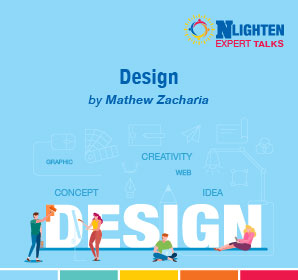 NLIGHTEN
EXPERT TALKS
Design
by Mathew Zacharia
CREATIVITY
GRAPHIC
WEB
CONCEPT
IDEA
DESIGN